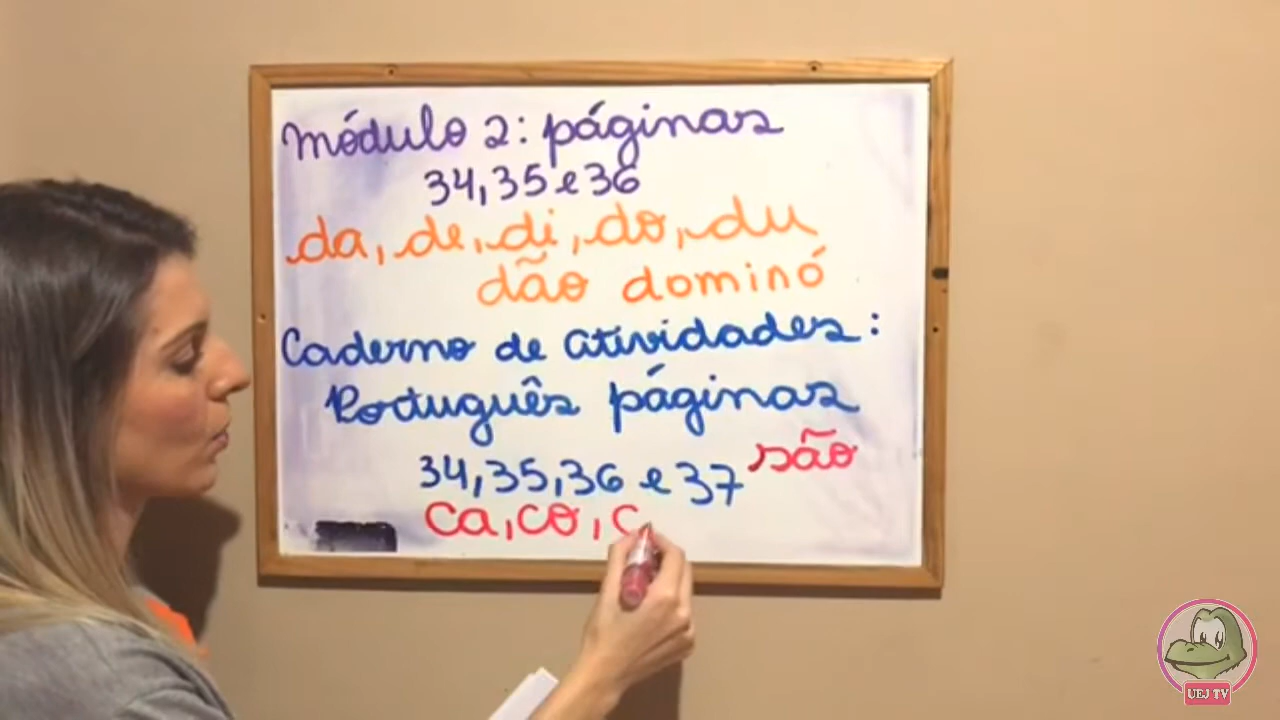 módulo 2: páginas
34, 35 e 36
da, de, di, do, du
dão dominó
Caderno de atividades:
Português páginas
34, 35, 36 e 37 são
ca, co, c
UEJ TV